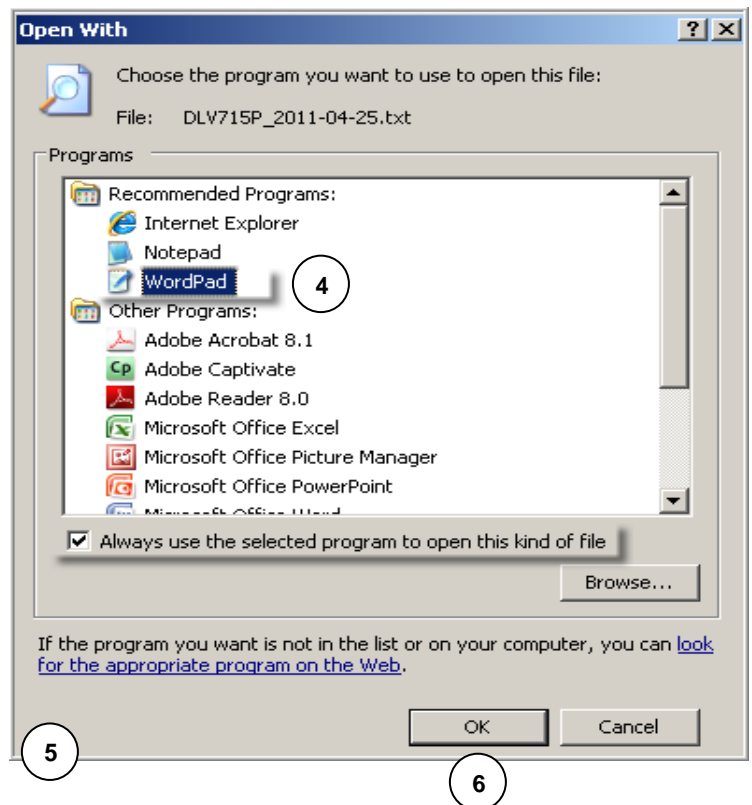 Open With
Choose the program you want to use to open this file:
File: DLV715P_2011-04-25.txt
Programs
Recommended Programs:
Internet Explorer
Notepad
WordPad
4
Other Programs:
Adobe Acrobat 8.1
Cp Adobe Captivate
Adobe Reader 8.0
Microsoft Office Excel
Microsoft Office Picture Manager
Microsoft Office PowerPoint
Microsoft Office Word
Always use the selected program to open this kind of file
Browse...
If the program you want is not in the list or on your computer, you can look
for the appropriate program on the Web.
OK Cancel
5
6